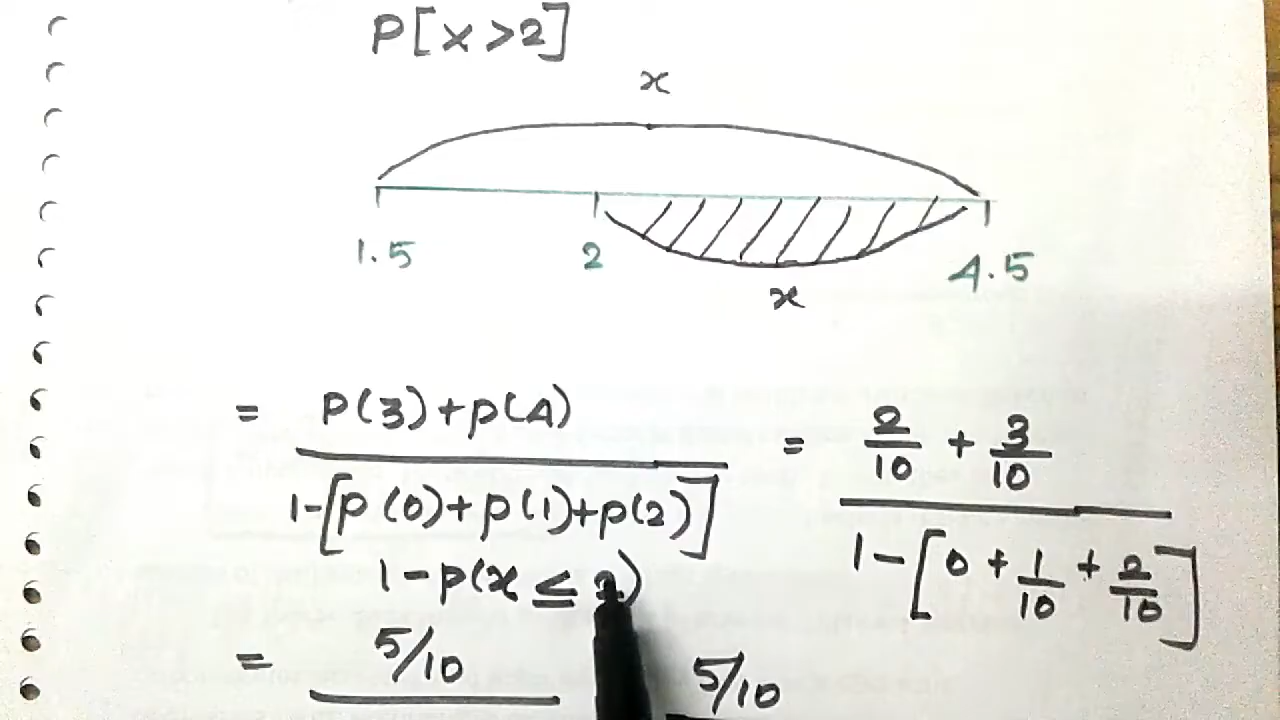 P[x>2]
x
1.5 2 4.5
x
= P(3)+P(4) / 1-[P(0)+P(1)+P(2)] = 2/10 + 3/10 / 1-[0+1/10+2/10]
1-P(x ≤ 2)
= 5/10 5/10